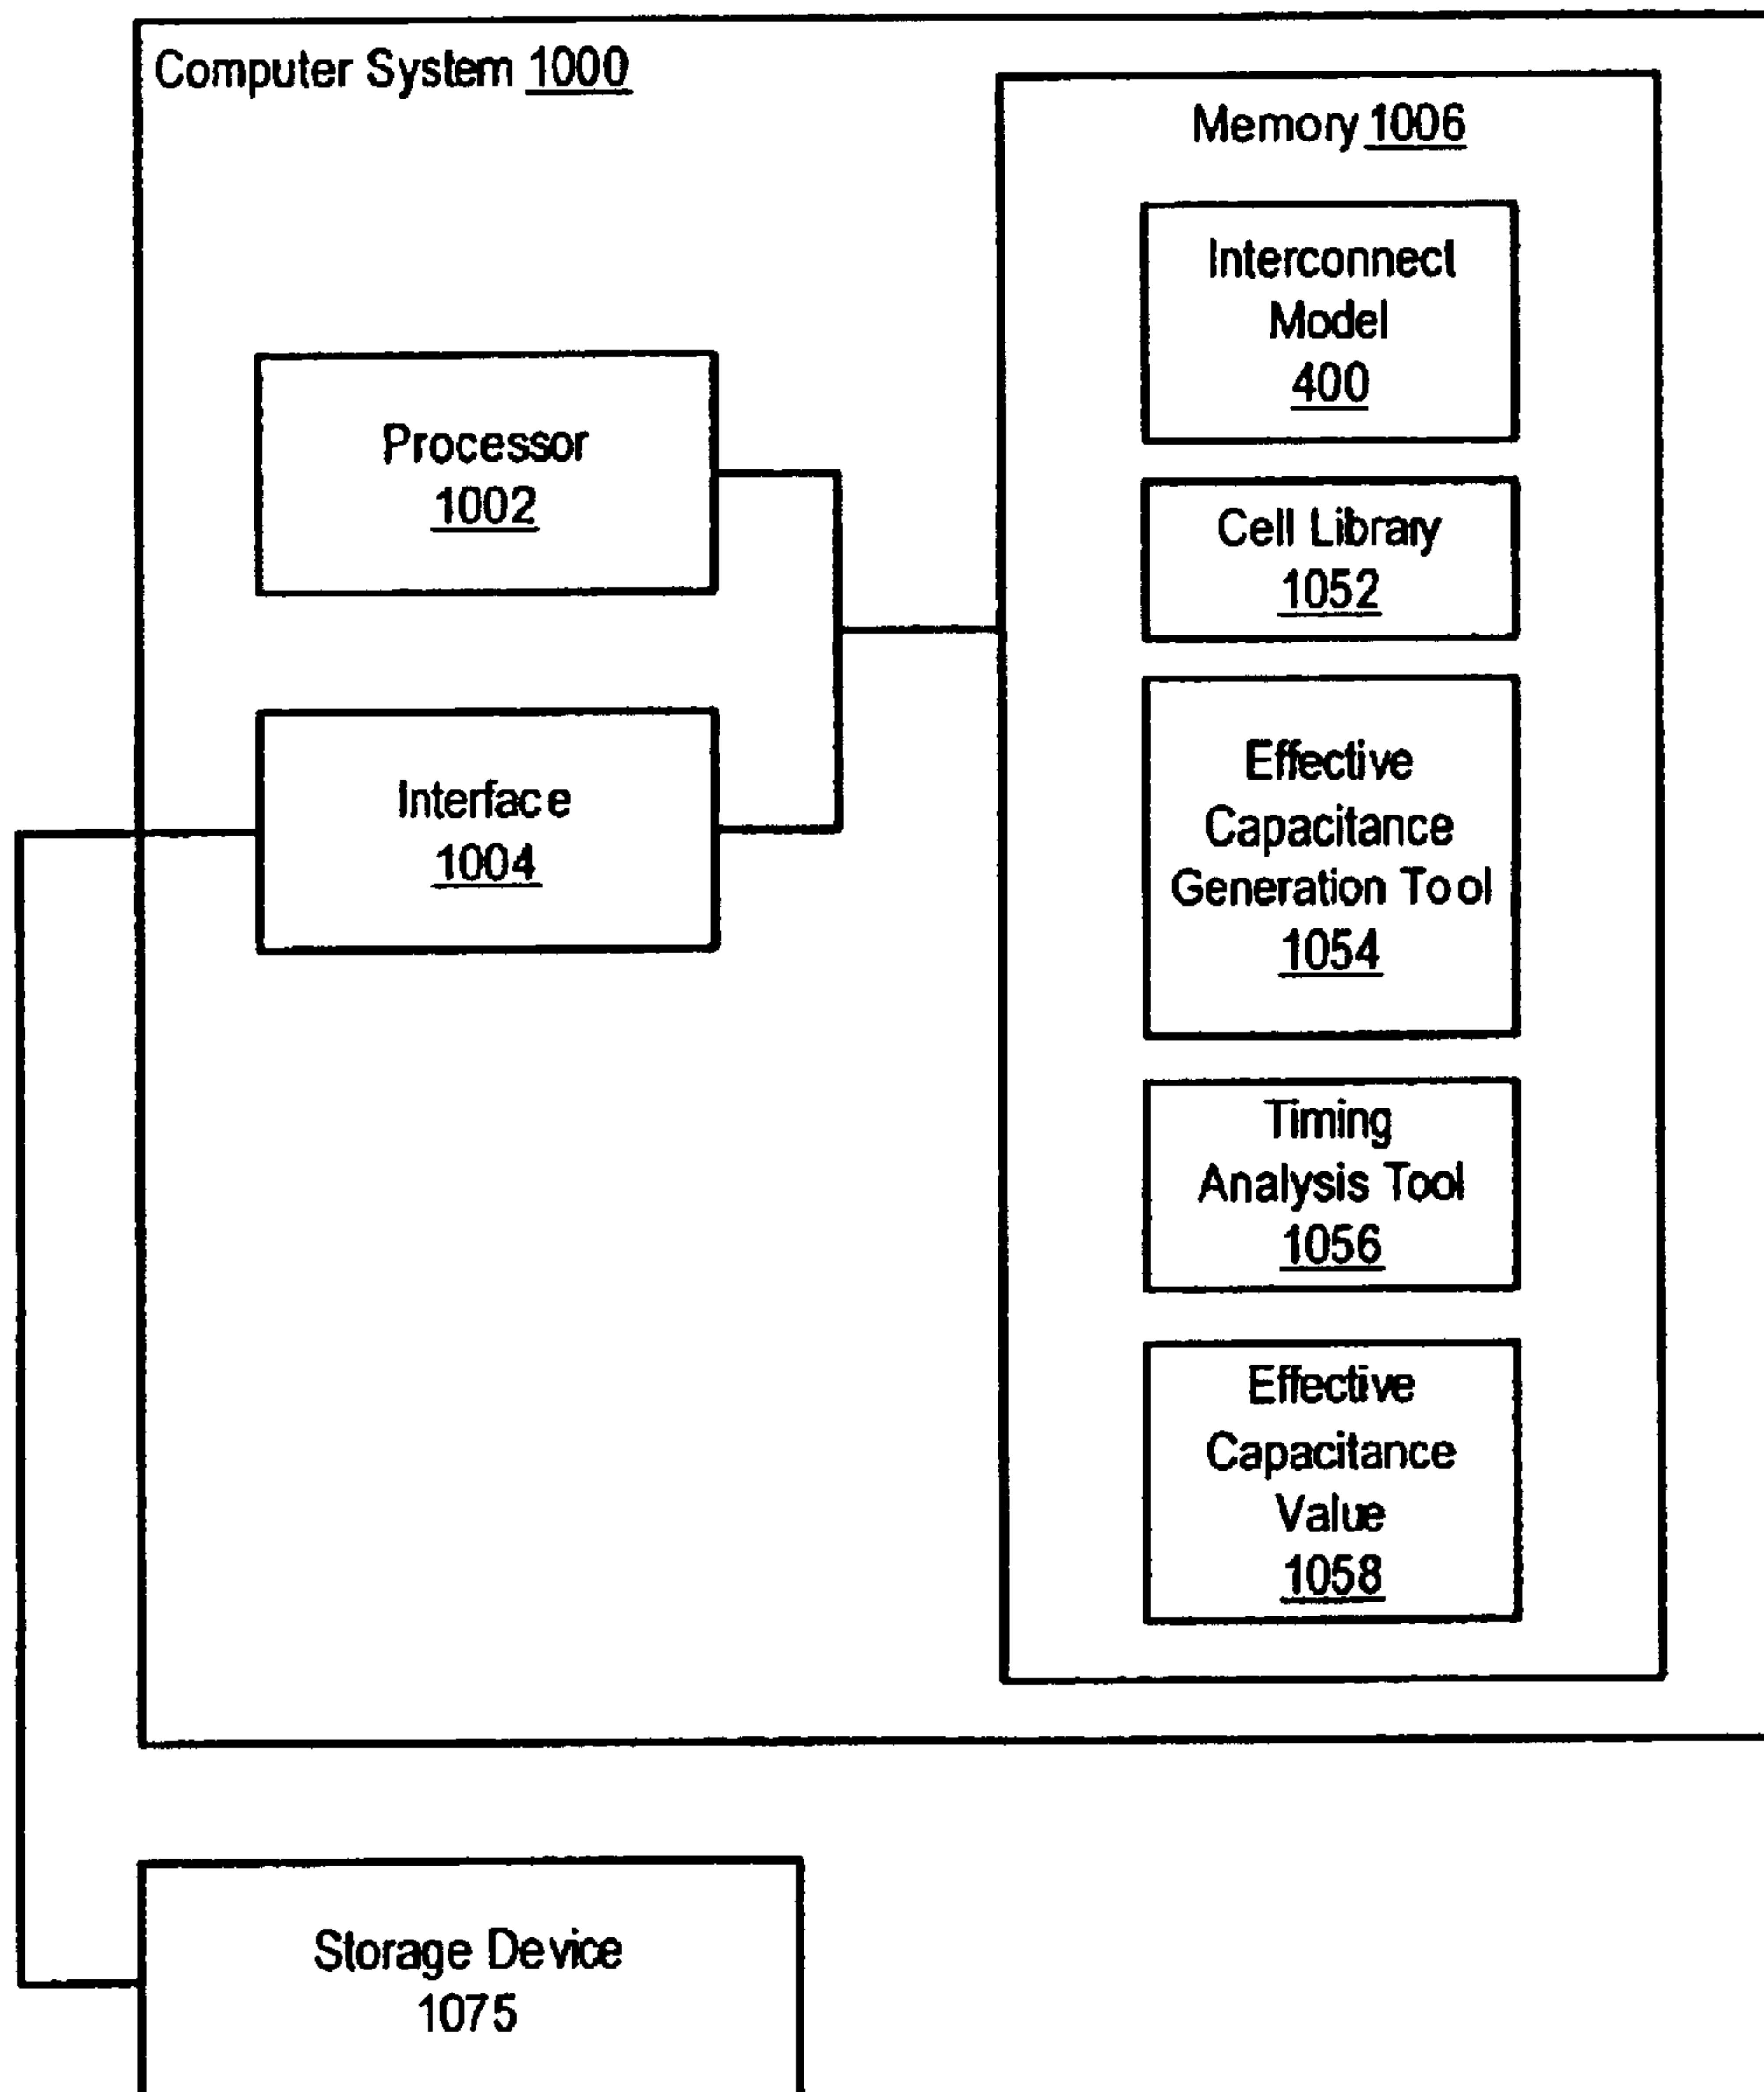 Computer System 1000
Memory 1006
Interconnect
Model
400
Processor
1002
Cell Library
1052
Interface
1004
Effective
Capacitance
Generation Tool
1054
Timing
Analysis Tool
1056
Effective
Capacitance
Value
1058
Storage Device
1075